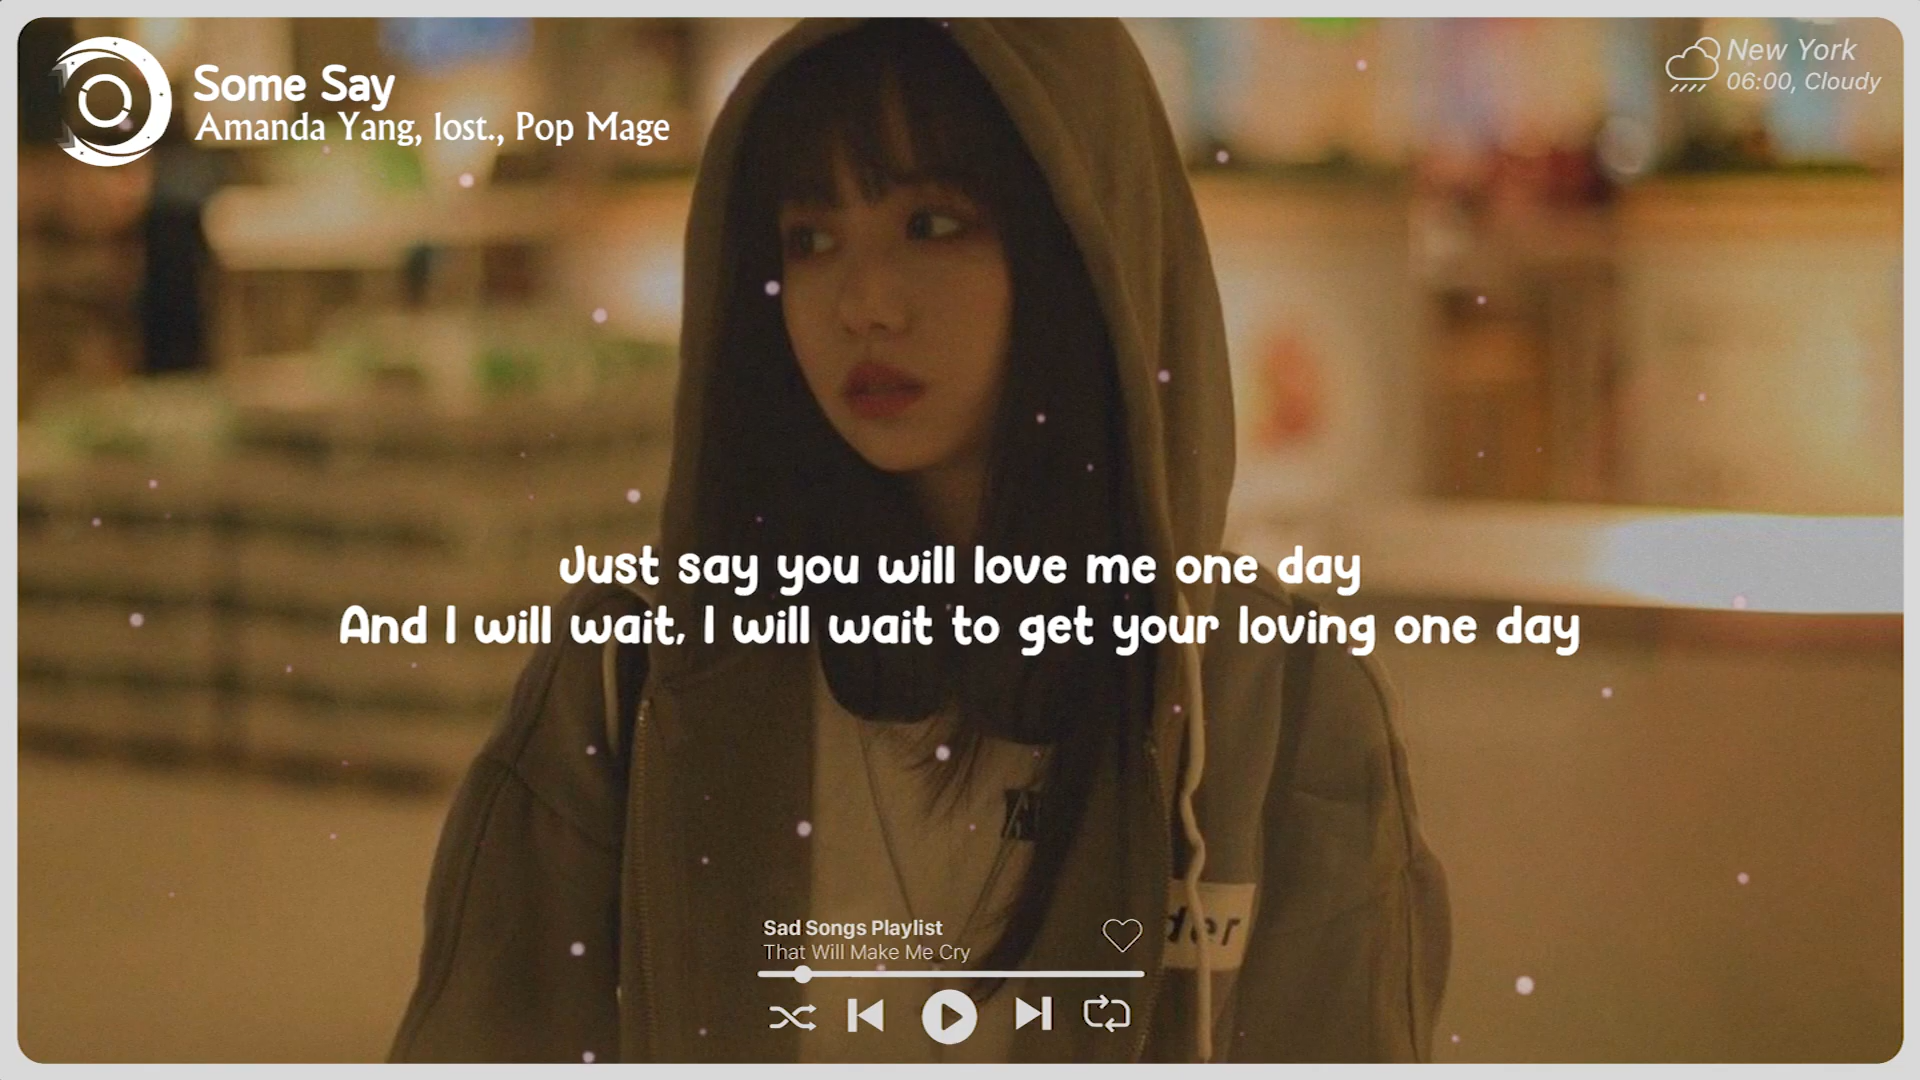 Some Say
Amanda Yang, lost., Pop Mage
New York
06:00, Cloudy
Just say you will love me one day
And I will wait, I will wait to get your loving one day
der
Sad Songs Playlist
That Will Make Me Cry